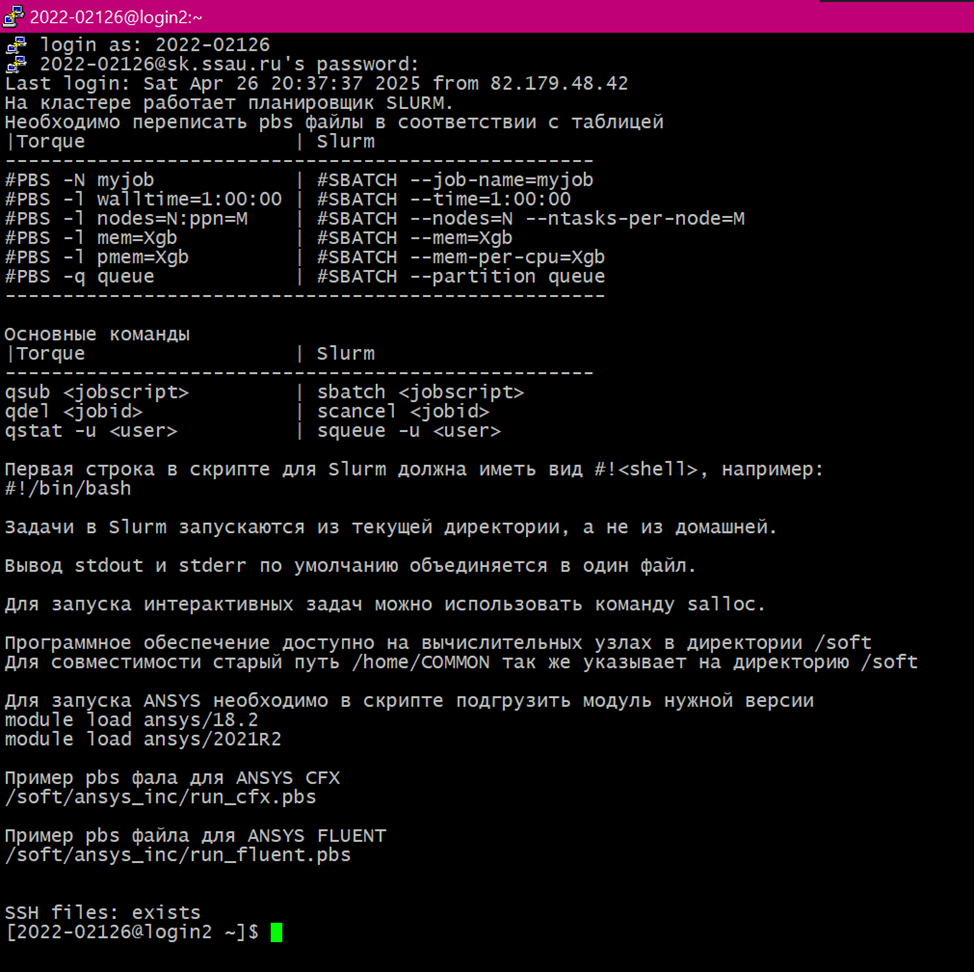 2022-02126@login2:~
login as: 2022-02126
2022-02126@sk.ssau.ru's password:
Last login: Sat Apr 26 20:37:37 2025 from 82.179.48.42
На кластере работает планировщик SLURM.
Необходимо переписать pbs файлы в соответствии с таблицей
|Torque | Slurm
---------------------------------------------------
#PBS -N myjob | #SBATCH --job-name=myjob
#PBS -l walltime=1:00:00 | #SBATCH --time=1:00:00
#PBS -l nodes=N:ppn=M | #SBATCH --nodes=N --ntasks-per-node=M
#PBS -l mem=Xgb | #SBATCH --mem=Xgb
#PBS -l pmem=Xgb | #SBATCH --mem-per-cpu=Xgb
#PBS -q queue | #SBATCH --partition queue
----------------------------------------------------
Основные команды
|Torque | Slurm
---------------------------------------------------
qsub <jobscript> | sbatch <jobscript>
qdel <jobid> | scancel <jobid>
qstat -u <user> | squeue -u <user>
Первая строка в скрипте для Slurm должна иметь вид #!<shell>, например:
#!/bin/bash
Задачи в Slurm запускаются из текущей директории, а не из домашней.
Вывод stdout и stderr по умолчанию объединяется в один файл.
Для запуска интерактивных задач можно использовать команду salloc.
Программное обеспечение доступно на вычислительных узлах в директории /soft
Для совместимости старый путь /home/COMMON так же указывает на директорию /soft
Для запуска ANSYS необходимо в скрипте подгрузить модуль нужной версии
module load ansys/18.2
module load ansys/2021R2
Пример pbs фала для ANSYS CFX
/soft/ansys_inc/run_cfx.pbs
Пример pbs файла для ANSYS FLUENT
/soft/ansys_inc/run_fluent.pbs
SSH files: exists
[2022-02126@login2 ~]$